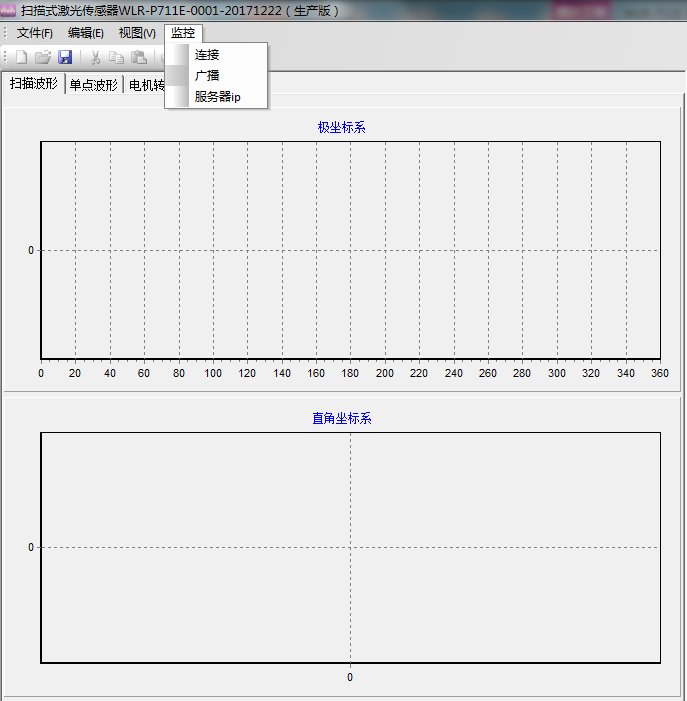 扫描式激光传感器WLR-P711E-0001-20171222（生产版）
文件(F) 编辑(E) 视图(V) 监控
连接
广播
服务器ip
扫描波形 单点波形 电机转
极坐标系
0
0 20 40 60 80 100 120 140 160 180 200 220 240 260 280 300 320 340 360
直角坐标系
0
0